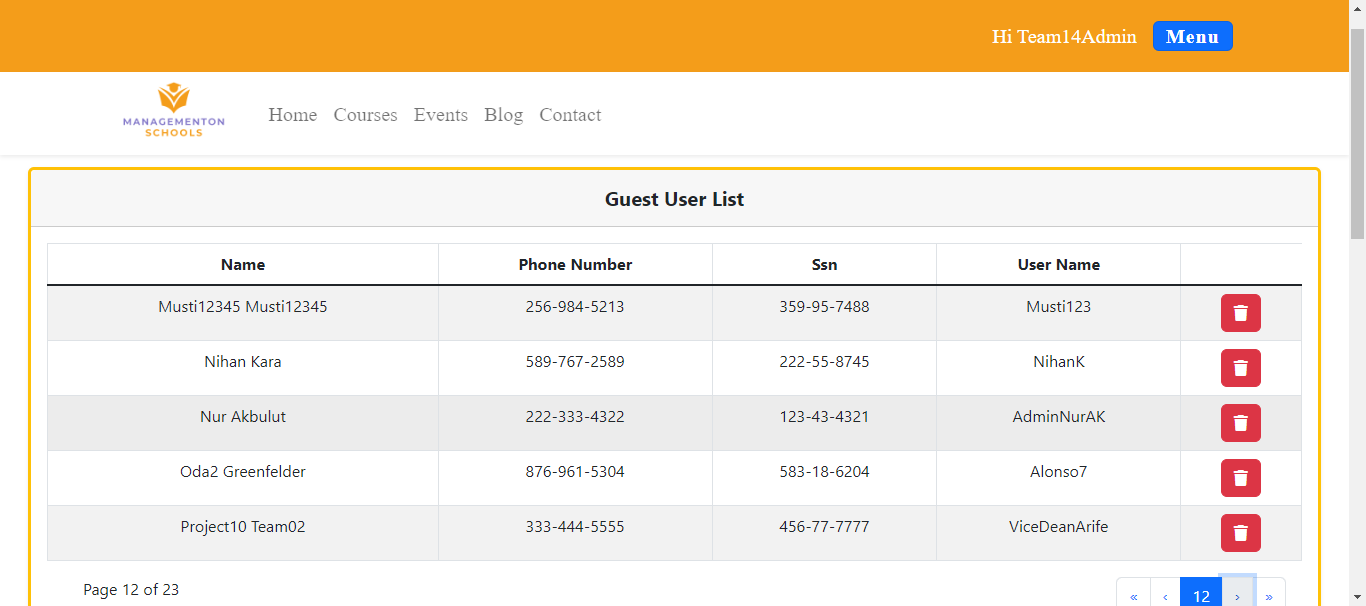 Hi Team14Admin Menu
MANAGEMENTON
SCHOOLS
Home Courses Events Blog Contact
Guest User List
Name Phone Number Ssn User Name
Musti12345 Musti12345 256-984-5213 359-95-7488 Musti123
Nihan Kara 589-767-2589 222-55-8745 NihanK
Nur Akbulut 222-333-4322 123-43-4321 AdminNurAK
Oda2 Greenfelder 876-961-5304 583-18-6204 Alonso7
Project10 Team02 333-444-5555 456-77-7777 ViceDeanArife
Page 12 of 23 « ‹ 12 › »